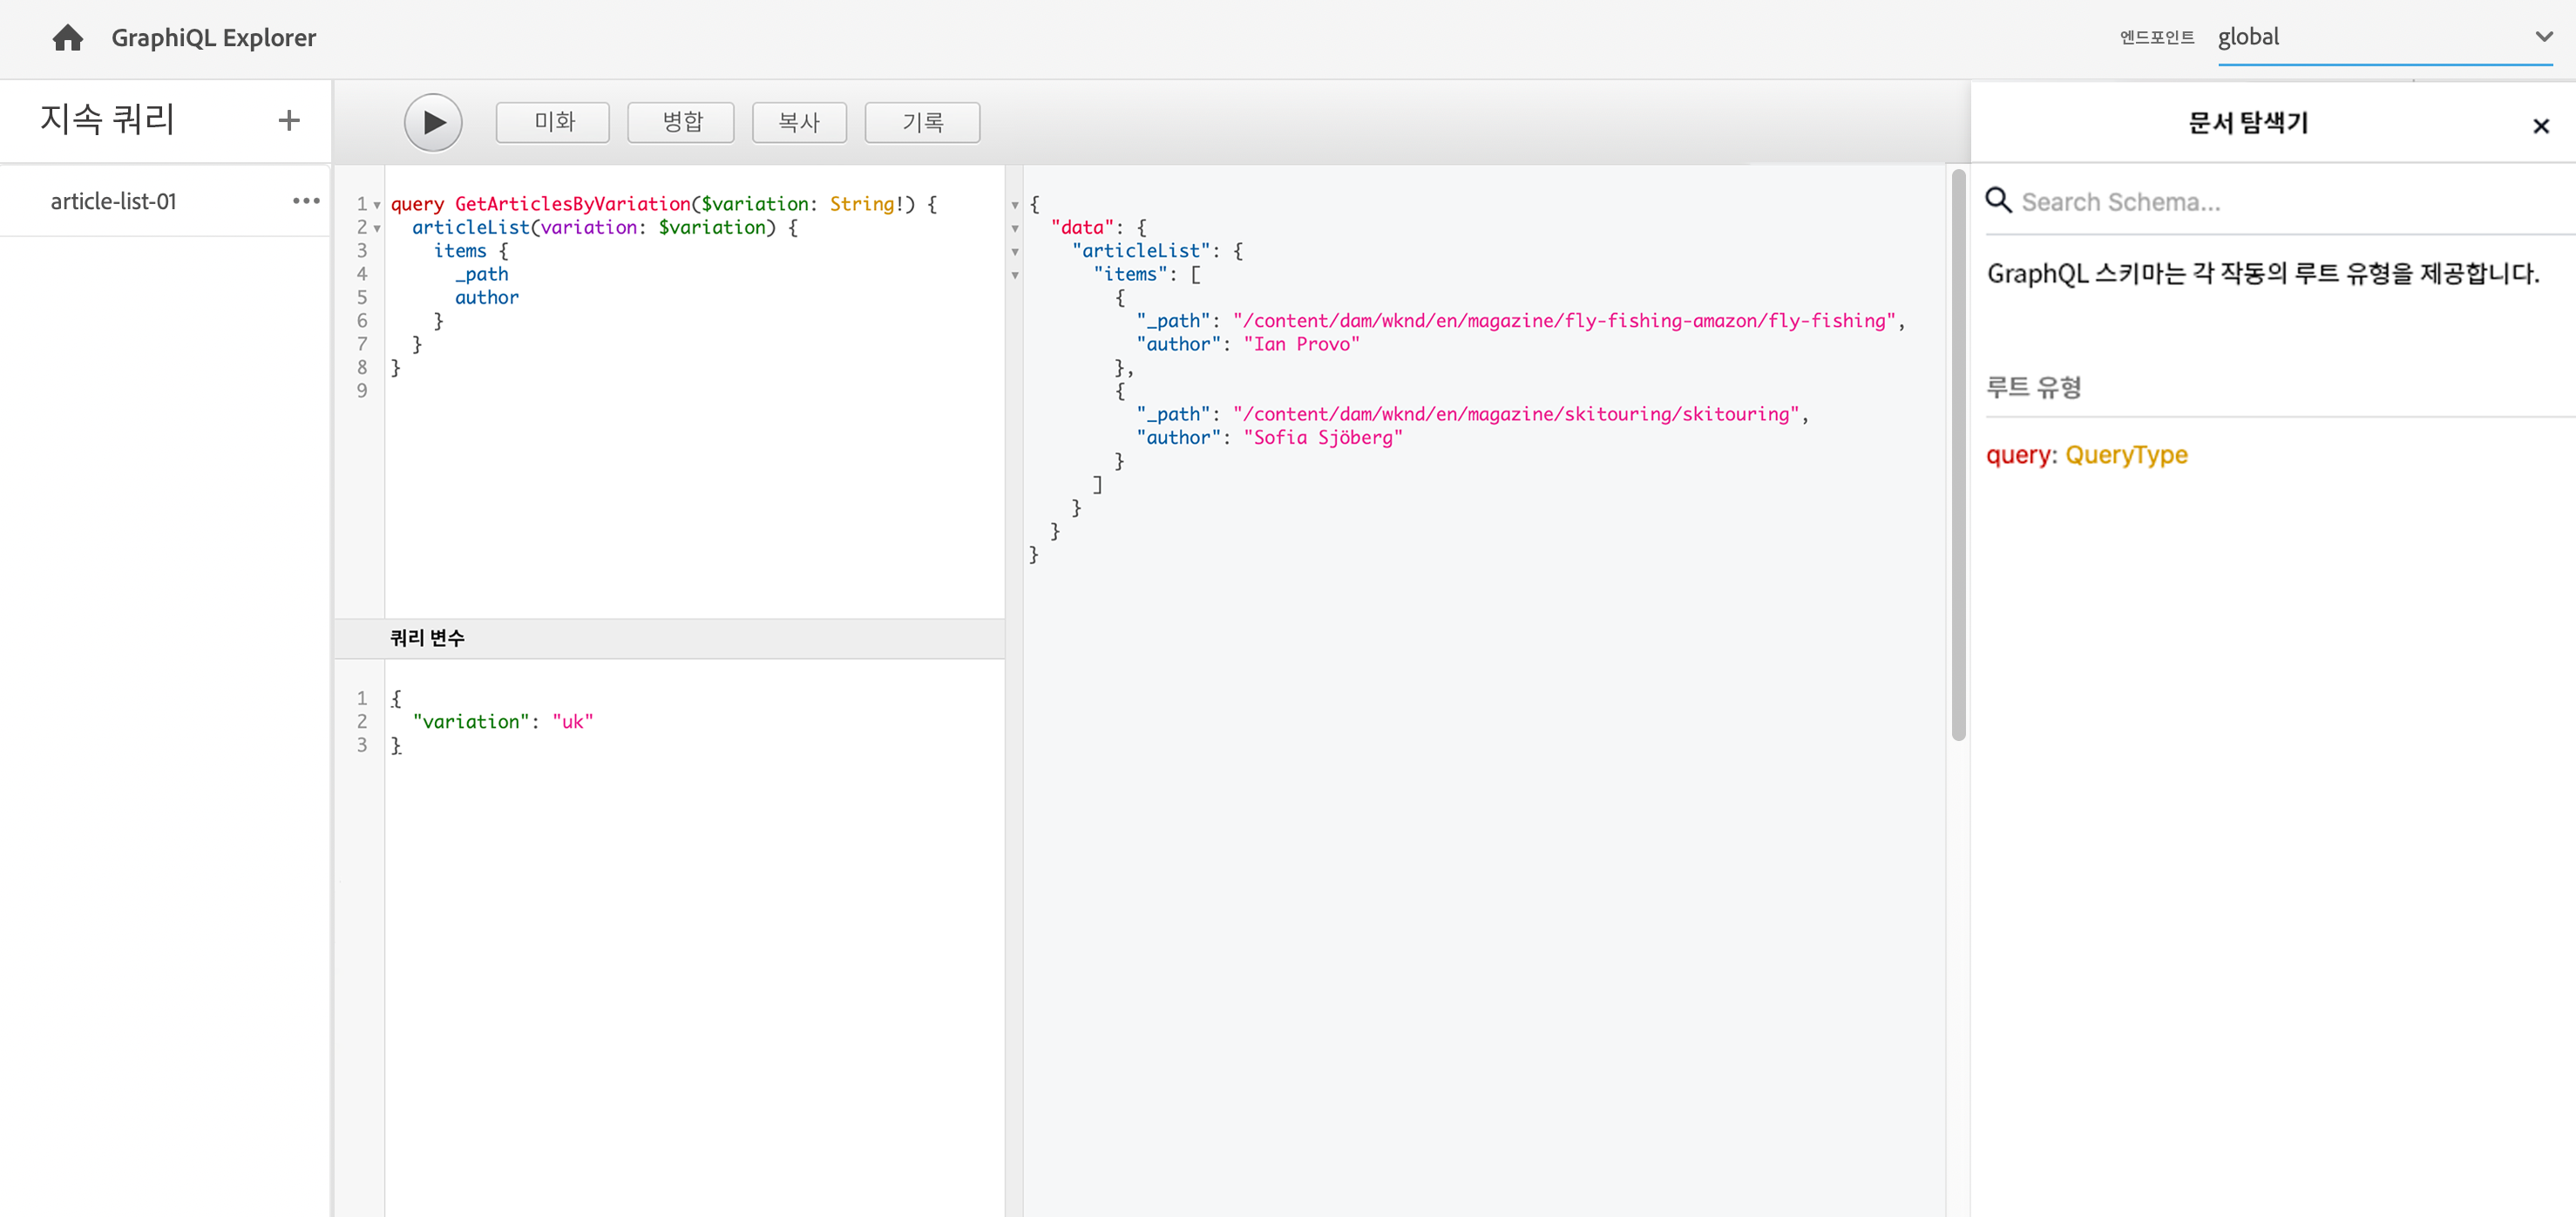 GraphiQL Explorer
엔드포인트 global
지속 쿼리 +
article-list-01
미화 병합 복사 기록
1 query GetArticlesByVariation($variation: String!) {
2   articleList(variation: $variation) {
3     items {
4       _path
5       author
6     }
7   }
8 }
9
쿼리 변수
1 {
2   "variation": "uk"
3 }
{
  "data": {
    "articleList": {
      "items": [
        {
          "_path": "/content/dam/wknd/en/magazine/fly-fishing-amazon/fly-fishing",
          "author": "Ian Provo"
        },
        {
          "_path": "/content/dam/wknd/en/magazine/skitouring/skitouring",
          "author": "Sofia Sjöberg"
        }
      ]
    }
  }
}
문서 탐색기
Search Schema...
GraphQL 스키마는 각 작동의 루트 유형을 제공합니다.
루트 유형
query: QueryType